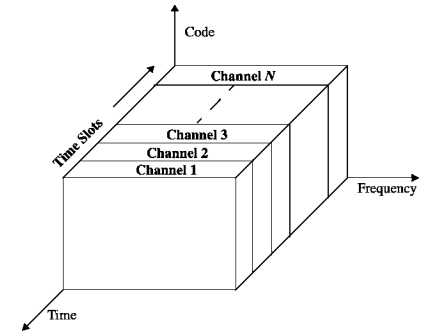 Code
Channel N
Time Slots
Channel 3
Channel 2
Channel 1
Frequency
Time